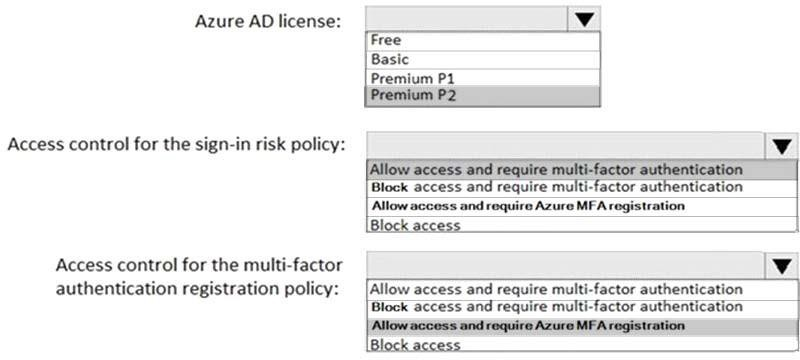 Azure AD license:
Free
Basic
Premium P1
Premium P2
Access control for the sign-in risk policy:
Allow access and require multi-factor authentication
Block access and require multi-factor authentication
Allow access and require Azure MFA registration
Block access
Access control for the multi-factor
authentication registration policy:
Allow access and require multi-factor authentication
Block access and require multi-factor authentication
Allow access and require Azure MFA registration
Block access